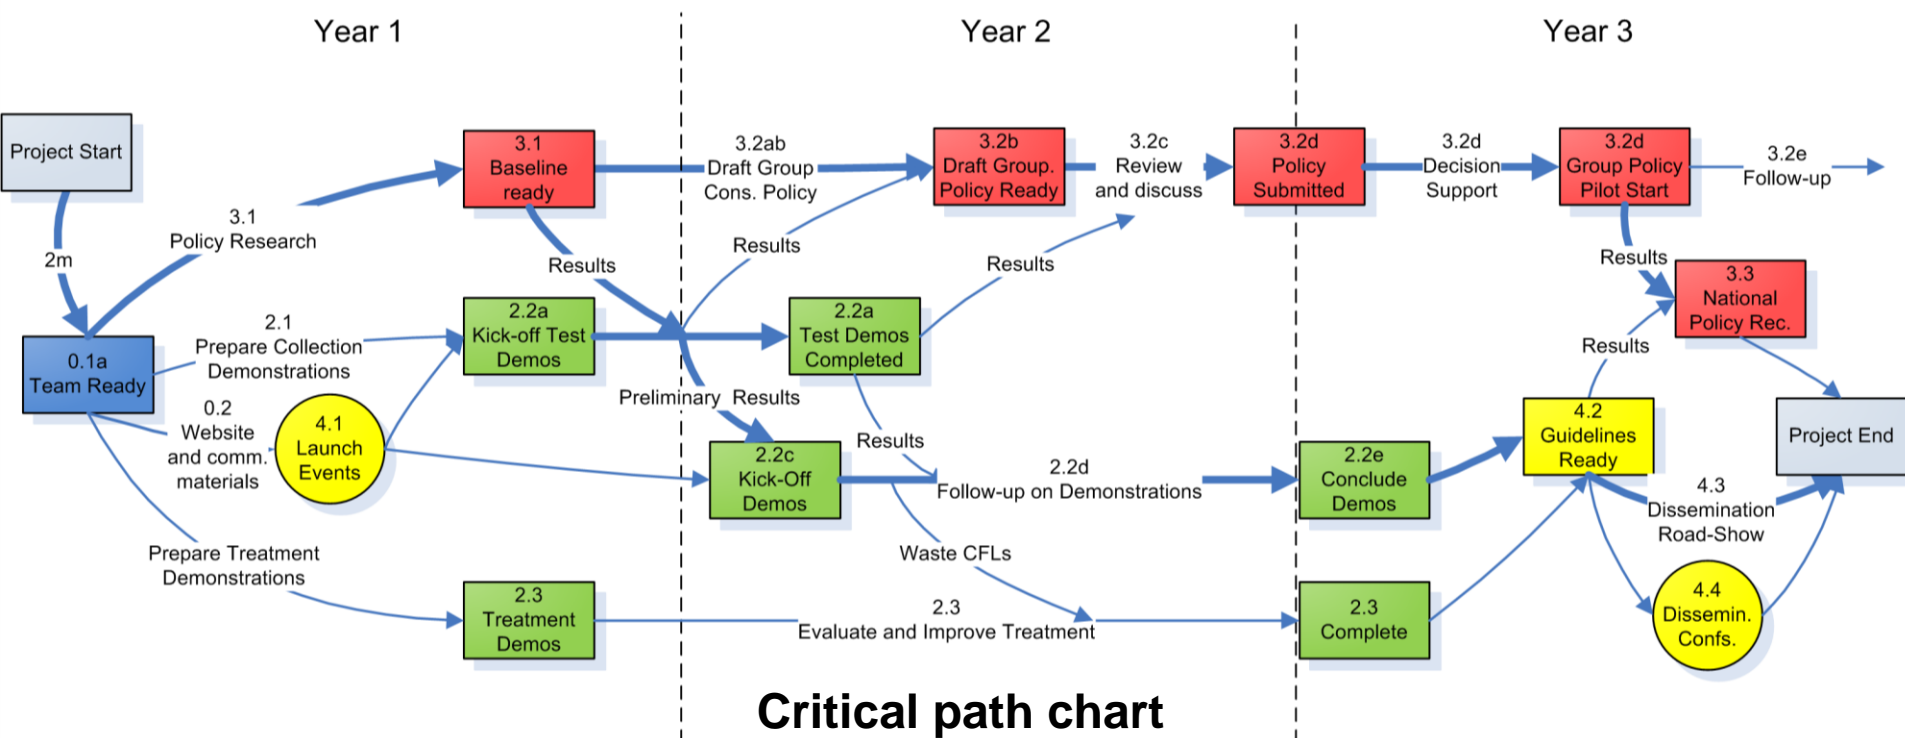 Year 1
Year 2
Year 3
Project Start
2m
3.1
Policy Research
0.1a
Team Ready
2.1
Prepare Collection
Demonstrations
0.2
Website
and comm.
materials
4.1
Launch
Events
Prepare Treatment
Demonstrations
3.1
Baseline
ready
Results
2.2a
Kick-off Test
Demos
2.3
Treatment
Demos
3.2ab
Draft Group
Cons. Policy
Results
Preliminary Results
2.2a
Test Demos
Completed
2.2c
Kick-Off
Demos
Results
3.2b
Draft Group.
Policy Ready
3.2c
Review
and discuss
Results
2.2d
Follow-up on Demonstrations
Waste CFLs
2.3
Evaluate and Improve Treatment
3.2d
Policy
Submitted
3.2d
Decision
Support
3.2d
Group Policy
Pilot Start
3.2e
Follow-up
Results
3.3
National
Policy Rec.
Results
2.2e
Conclude
Demos
4.2
Guidelines
Ready
Project End
4.3
Dissemination
Road-Show
2.3
Complete
4.4
Dissemin.
Confs.
Critical path chart